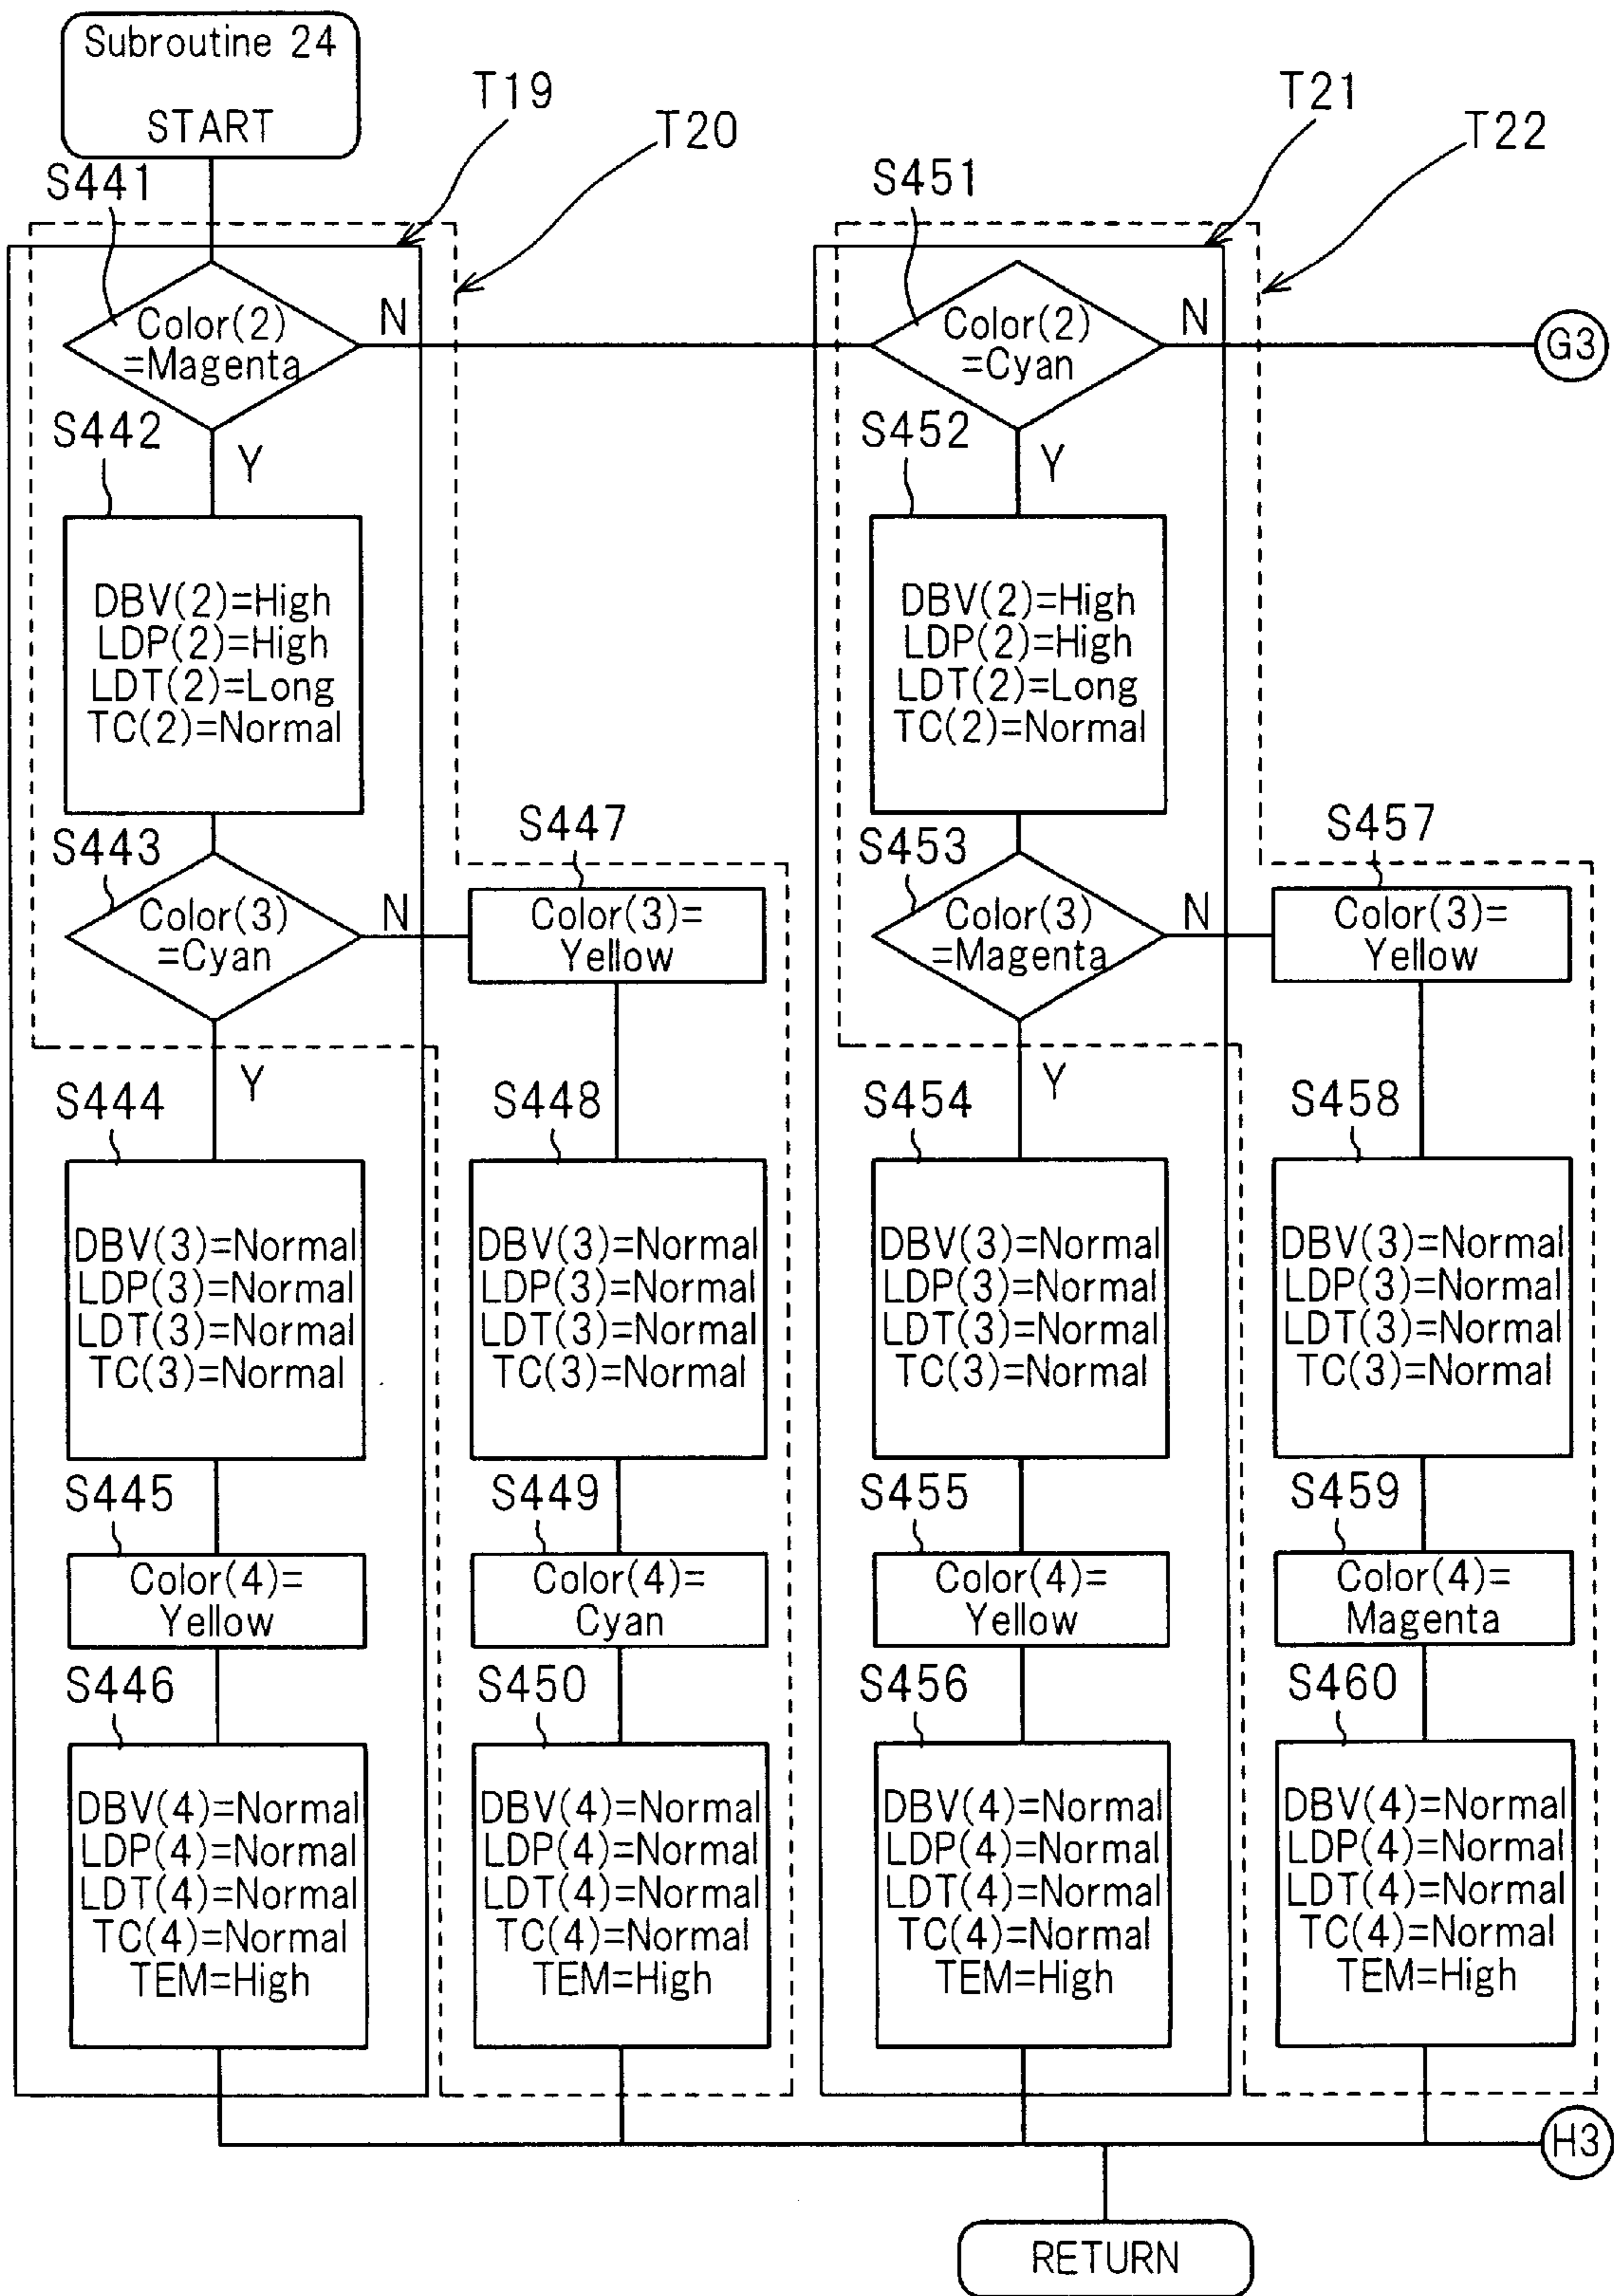 Subroutine 24
START
T19
T20
T21
T22
S441
Color(2)
=Magenta
N
Y
S442
DBV(2)=High
LDP(2)=High
LDT(2)=Long
TC(2)=Normal
S443
Color(3)
=Cyan
N
Y
S444
DBV(3)=Normal
LDP(3)=Normal
LDT(3)=Normal
TC(3)=Normal
S445
Color(4)=
Yellow
S446
DBV(4)=Normal
LDP(4)=Normal
LDT(4)=Normal
TC(4)=Normal
TEM=High
S447
Color(3)=
Yellow
S448
DBV(3)=Normal
LDP(3)=Normal
LDT(3)=Normal
TC(3)=Normal
S449
Color(4)=
Cyan
S450
DBV(4)=Normal
LDP(4)=Normal
LDT(4)=Normal
TC(4)=Normal
TEM=High
S451
Color(2)
=Cyan
N
G3
Y
S452
DBV(2)=High
LDP(2)=High
LDT(2)=Long
TC(2)=Normal
S453
Color(3)
=Magenta
N
Y
S454
DBV(3)=Normal
LDP(3)=Normal
LDT(3)=Normal
TC(3)=Normal
S455
Color(4)=
Yellow
S456
DBV(4)=Normal
LDP(4)=Normal
LDT(4)=Normal
TC(4)=Normal
TEM=High
S457
Color(3)=
Yellow
S458
DBV(3)=Normal
LDP(3)=Normal
LDT(3)=Normal
TC(3)=Normal
S459
Color(4)=
Magenta
S460
DBV(4)=Normal
LDP(4)=Normal
LDT(4)=Normal
TC(4)=Normal
TEM=High
H3
RETURN